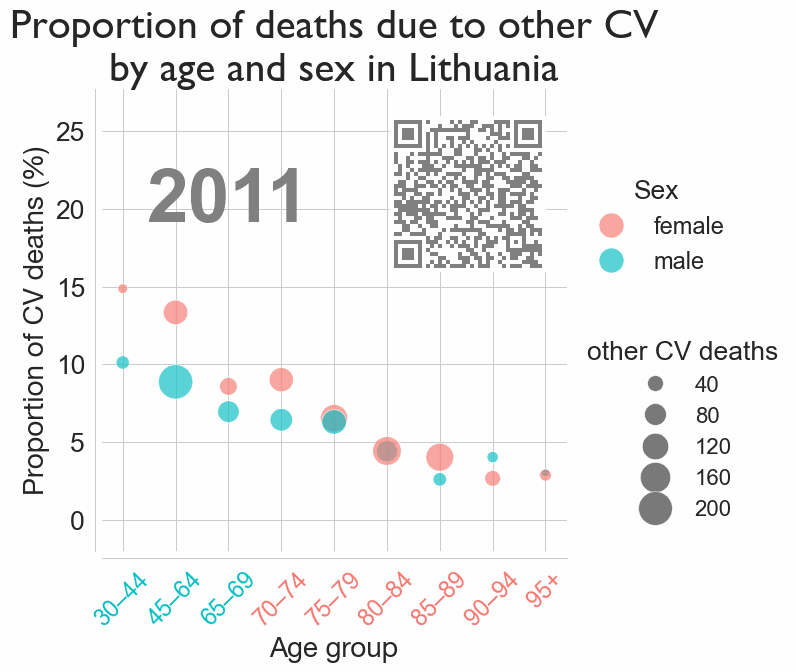 Proportion of deaths due to other CV
by age and sex in Lithuania
Proportion of CV deaths (%)
25
20
15
10
5
0
2011
30–44
45–64
65–69
70–74
75–79
80–84
85–89
90–94
95+
Age group
Sex
female
male
other CV deaths
40
80
120
160
200